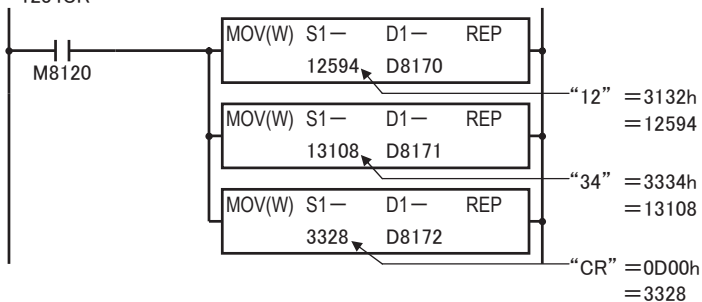 MOV(W) S1－ D1－ REP
12594 D8170
M8120
“12” ＝3132h
＝12594
MOV(W) S1－ D1－ REP
13108 D8171
“34” ＝3334h
＝13108
MOV(W) S1－ D1－ REP
3328 D8172
“CR” ＝0D00h
＝3328